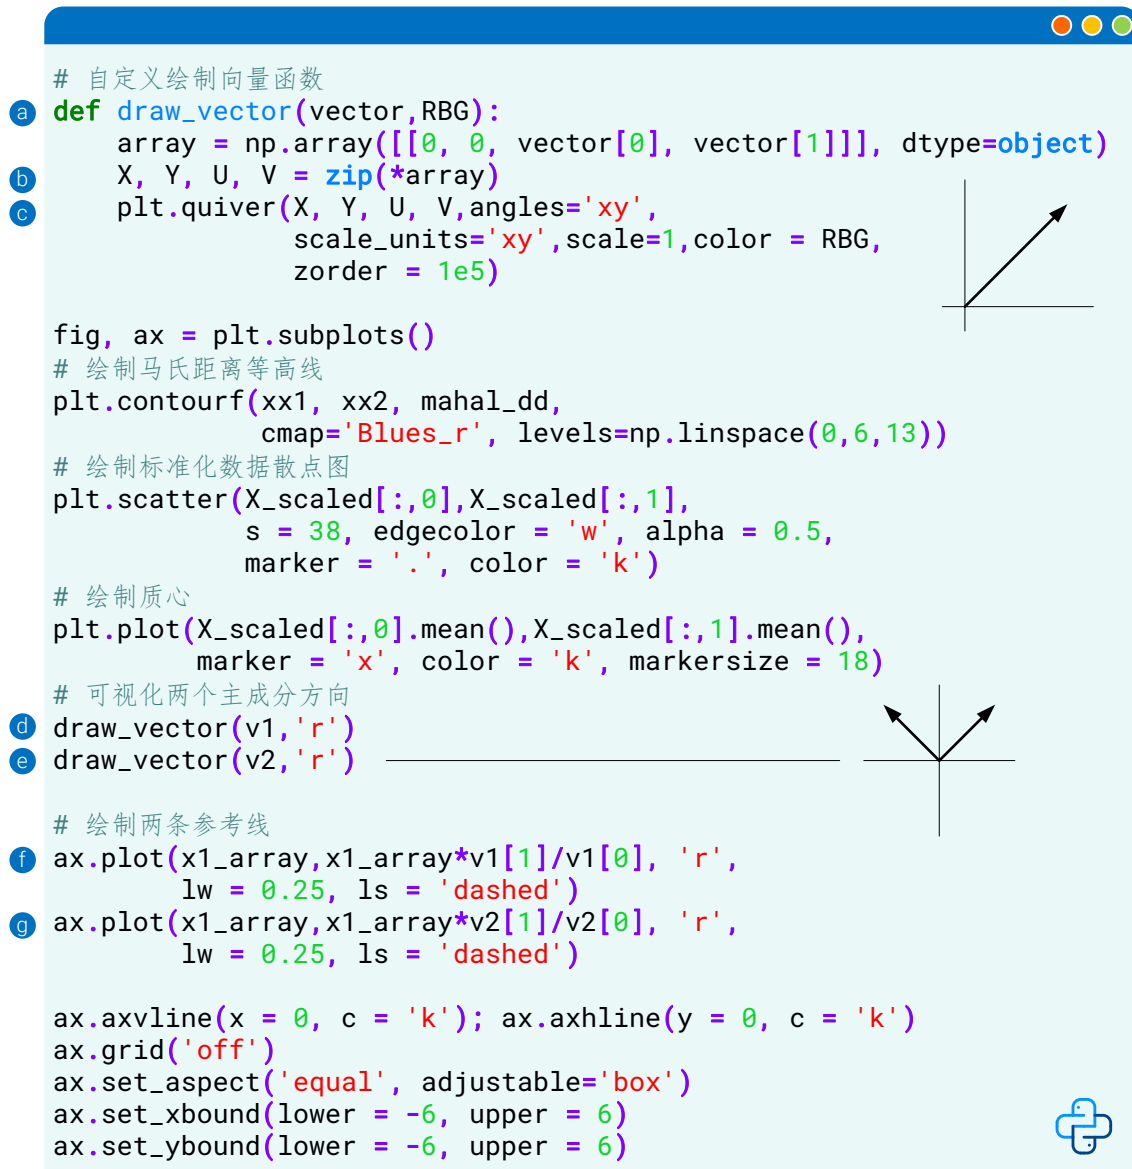 # 自定义绘制向量函数
a def draw_vector(vector,RBG):
array = np.array([[0, 0, vector[0], vector[1]]], dtype=object)
b X, Y, U, V = zip(*array)
c plt.quiver(X, Y, U, V,angles='xy',
scale_units='xy',scale=1,color = RBG,
zorder = 1e5)
fig, ax = plt.subplots()
# 绘制马氏距离等高线
plt.contourf(xx1, xx2, mahal_dd,
cmap='Blues_r', levels=np.linspace(0,6,13))
# 绘制标准化数据散点图
plt.scatter(X_scaled[:,0],X_scaled[:,1],
s = 38, edgecolor = 'w', alpha = 0.5,
marker = '.', color = 'k')
# 绘制质心
plt.plot(X_scaled[:,0].mean(),X_scaled[:,1].mean(),
marker = 'x', color = 'k', markersize = 18)
# 可视化两个主成分方向
d draw_vector(v1,'r')
e draw_vector(v2,'r')
# 绘制两条参考线
f ax.plot(x1_array,x1_array*v1[1]/v1[0], 'r',
lw = 0.25, ls = 'dashed')
g ax.plot(x1_array,x1_array*v2[1]/v2[0], 'r',
lw = 0.25, ls = 'dashed')
ax.axvline(x = 0, c = 'k'); ax.axhline(y = 0, c = 'k')
ax.grid('off')
ax.set_aspect('equal', adjustable='box')
ax.set_xbound(lower = -6, upper = 6)
ax.set_ybound(lower = -6, upper = 6)